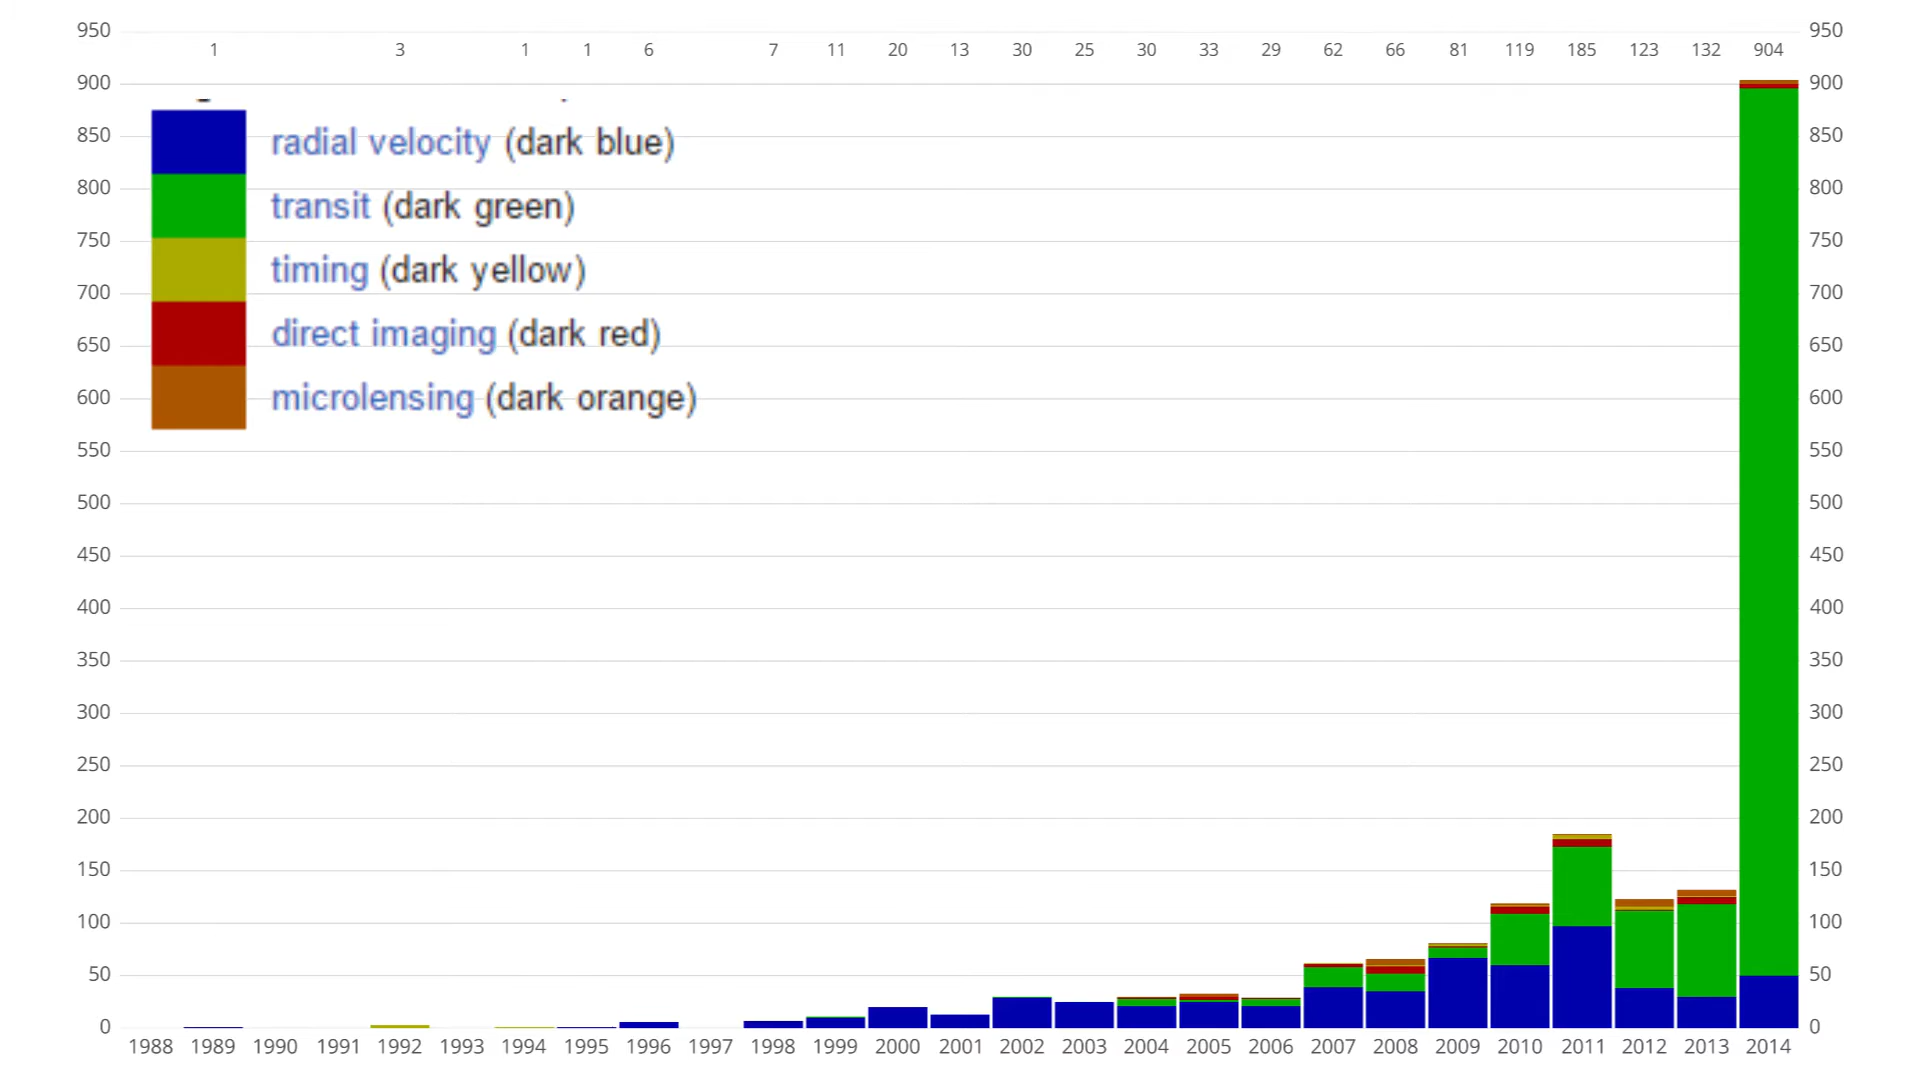 950 950
1 3 1 1 6 7 11 20 13 30 25 30 33 29 62 66 81 119 185 123 132 904
900 900
radial velocity (dark blue)
850 850
transit (dark green)
800 800
750 750
timing (dark yellow)
700 700
direct imaging (dark red)
650 650
microlensing (dark orange)
600 600
550 550
500 500
450 450
400 400
350 350
300 300
250 250
200 200
150 150
100 100
50 50
0 0
1988 1989 1990 1991 1992 1993 1994 1995 1996 1997 1998 1999 2000 2001 2002 2003 2004 2005 2006 2007 2008 2009 2010 2011 2012 2013 2014